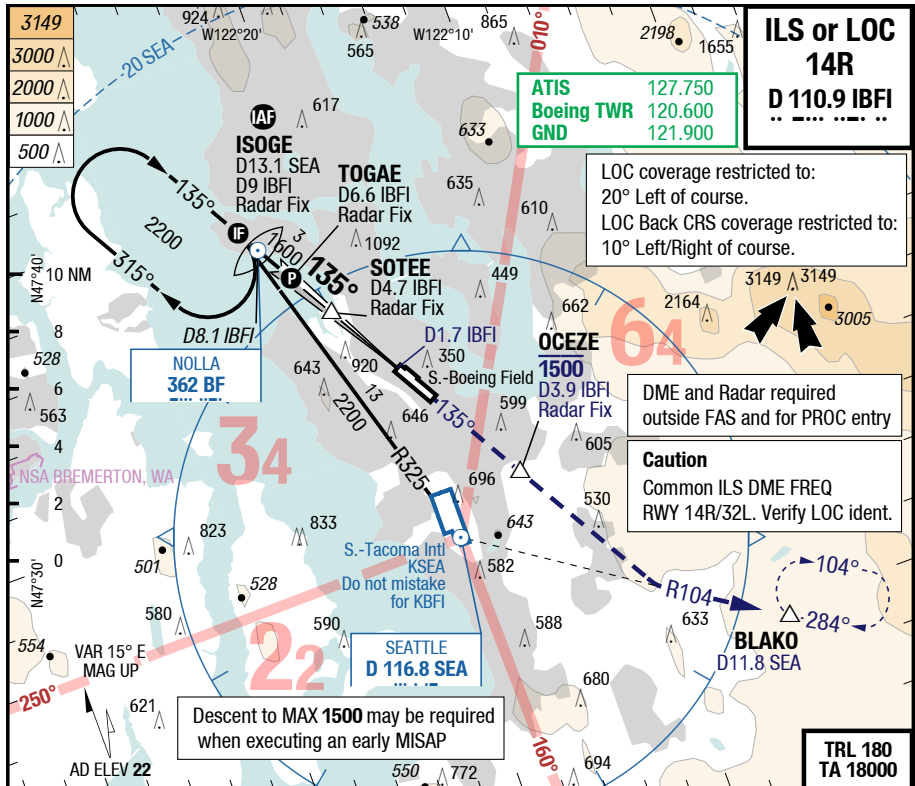 3149
3000
2000
1000
500
924
W122°20'
538
565
W122°10'
865
010°
2198
1655
ILS or LOC
14R
D 110.9 IBFI
20 SEA
ATIS 127.750
Boeing TWR 120.600
GND 121.900
IAF
617
633
ISOGE
D13.1 SEA
D9 IBFI
Radar Fix
TOGAE
D6.6 IBFI
Radar Fix
635
610
LOC coverage restricted to:
20° Left of course.
LOC Back CRS coverage restricted to:
10° Left/Right of course.
135°
2200
315°
IF
1600
3
1092
P
135°
SOTEE
D4.7 IBFI
Radar Fix
449
N47°40'
10 NM
8
6
4
2
0
3149
3149
2164
3005
662
64
D8.1 IBFI
D1.7 IBFI
OCEZE
1500
D3.9 IBFI
Radar Fix
528
563
NOLLA
362 BF
643
920
350
S.-Boeing Field
13
2200
646
135°
599
605
DME and Radar required
outside FAS and for PROC entry
Caution
Common ILS DME FREQ
RWY 14R/32L. Verify LOC ident.
34
NSA BREMERTON, WA
R325
696
530
823
833
643
501
S.-Tacoma Intl
KSEA
Do not mistake
for KBFI
582
N47°30'
528
R104
104°
284°
633
BLAKO
D11.8 SEA
580
590
588
554
VAR 15° E
MAG UP
22
SEATTLE
D 116.8 SEA
680
250°
621
Descent to MAX 1500 may be required
when executing an early MISAP
160°
AD ELEV 22
550
772
694
TRL 180
TA 18000